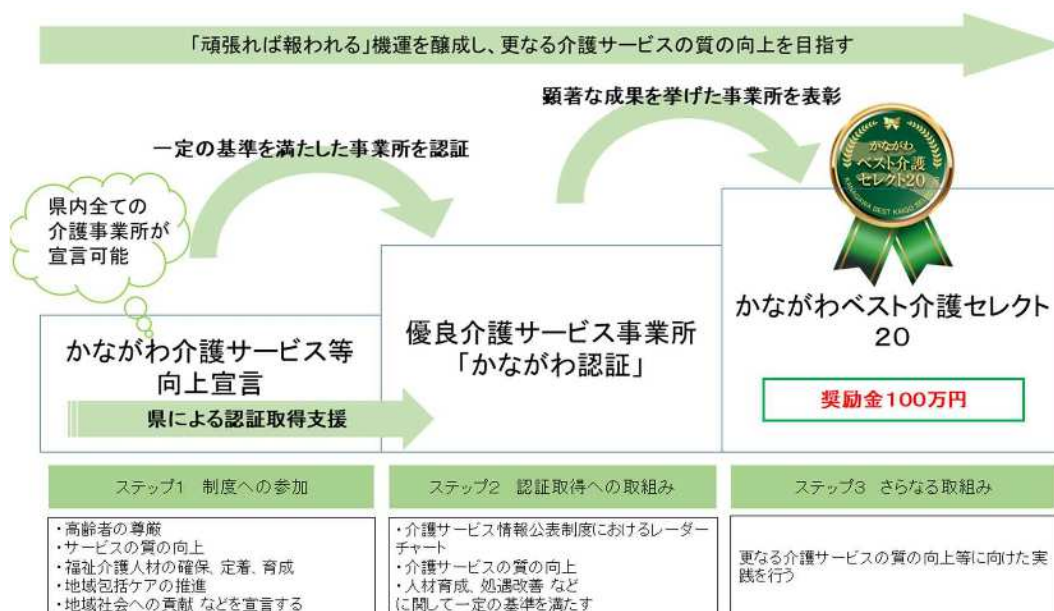 「頑張れば報われる」機運を醸成し、更なる介護サービスの質の向上を目指す
顕著な成果を挙げた事業所を表彰
一定の基準を満たした事業所を認証
かながわ
ベスト介護
セレクト20
KANAGAWA BEST KAIGO
県内全ての
介護事業所が
宣言可能
かながわ介護サービス等
向上宣言
県による認証取得支援
優良介護サービス事業所
「かながわ認証」
かながわベスト介護セレクト
20
奨励金100万円
ステップ1 制度への参加
・高齢者の尊厳
・サービスの質の向上
・福祉介護人材の確保、定着、育成
・地域包括ケアの推進
・地域社会への貢献 などを宣言する
ステップ2 認証取得への取組み
・介護サービス情報公表制度におけるレーダー
チャート
・介護サービスの質の向上
・人材育成、処遇改善 など
に関して一定の基準を満たす
ステップ3 さらなる取組み
更なる介護サービスの質の向上等に向けた実
践を行う